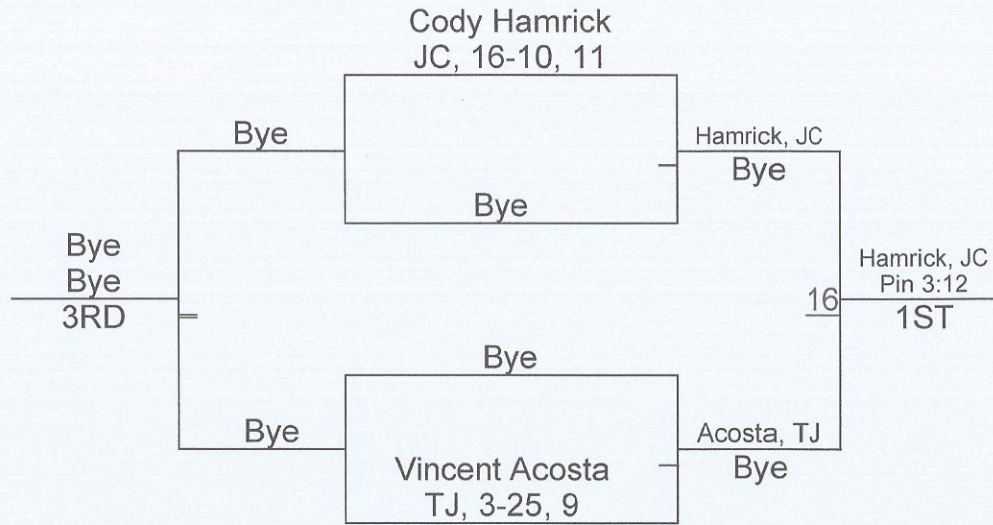 Cody Hamrick
JC, 16-10, 11
Bye
Hamrick, JC
Bye
Bye
Bye
Bye
3RD
Hamrick, JC
Pin 3:12
16
1ST
Bye
Bye
Acosta, TJ
Bye
Vincent Acosta
TJ, 3-25, 9